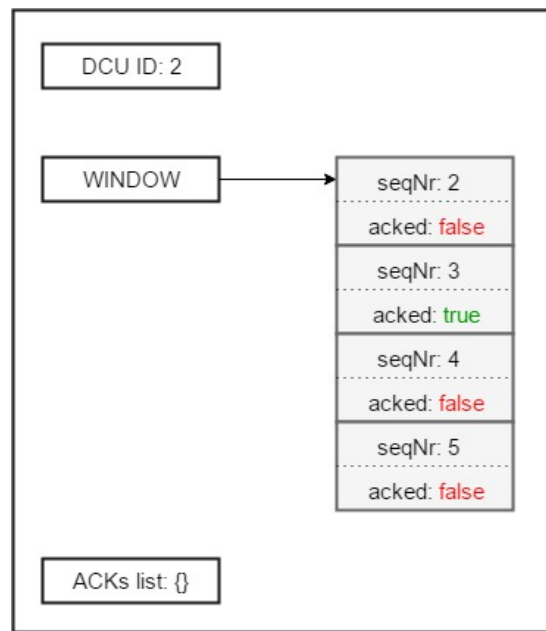 DCU ID: 2
WINDOW
seqNr: 2
acked: false
seqNr: 3
acked: true
seqNr: 4
acked: false
seqNr: 5
acked: false
ACKs list: {}